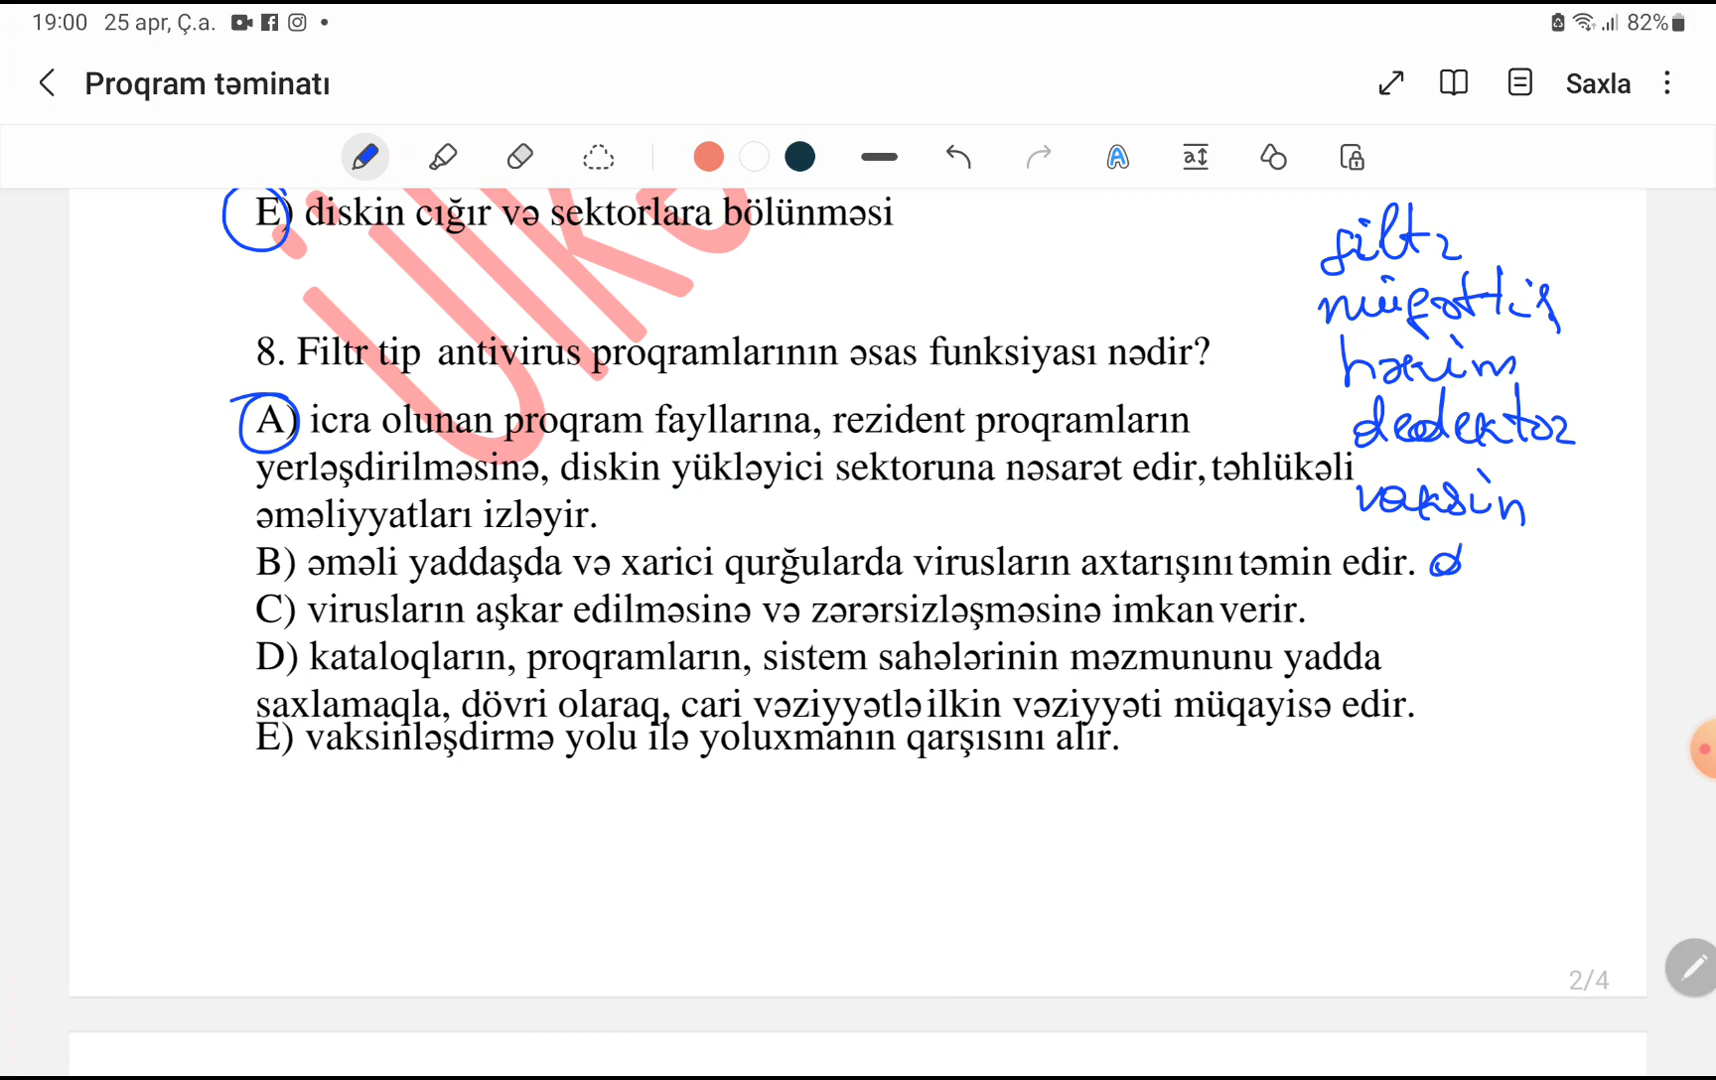 19:00 25 apr, Ç.a. 82%
Proqram təminatı Saxla
E) diskin cığır və sektorlara bölünməsi
ÜLKƏ
filtr
müfəttiş
həkim
dedektor
vaksin
8. Filtr tip antivirus proqramlarının əsas funksiyası nədir?
A) icra olunan proqram fayllarına, rezident proqramların
yerləşdirilməsinə, diskin yükləyici sektoruna nəsarət edir, təhlükəli
əməliyyatları izləyir.
B) əməli yaddaşda və xarici qurğularda virusların axtarışını təmin edir. d
C) virusların aşkar edilməsinə və zərərsizləşməsinə imkan verir.
D) kataloqların, proqramların, sistem sahələrinin məzmununu yadda
saxlamaqla, dövri olaraq, cari vəziyyətlə ilkin vəziyyəti müqayisə edir.
E) vaksinləşdirmə yolu ilə yoluxmanın qarşısını alır.
2/4